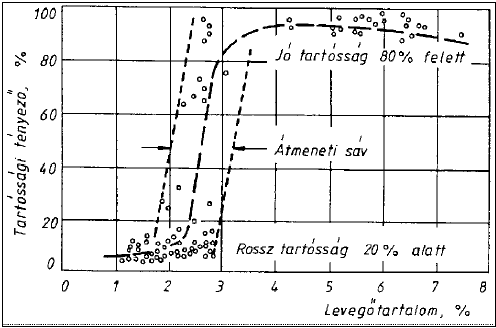 100
80
60
40
20
0
Tartóssági tényező, %
Jó tartósság 80% felett
Átmeneti sáv
Rossz tartósság 20% alatt
0 1 2 3 4 5 6 7 8
Levegőtartalom, %